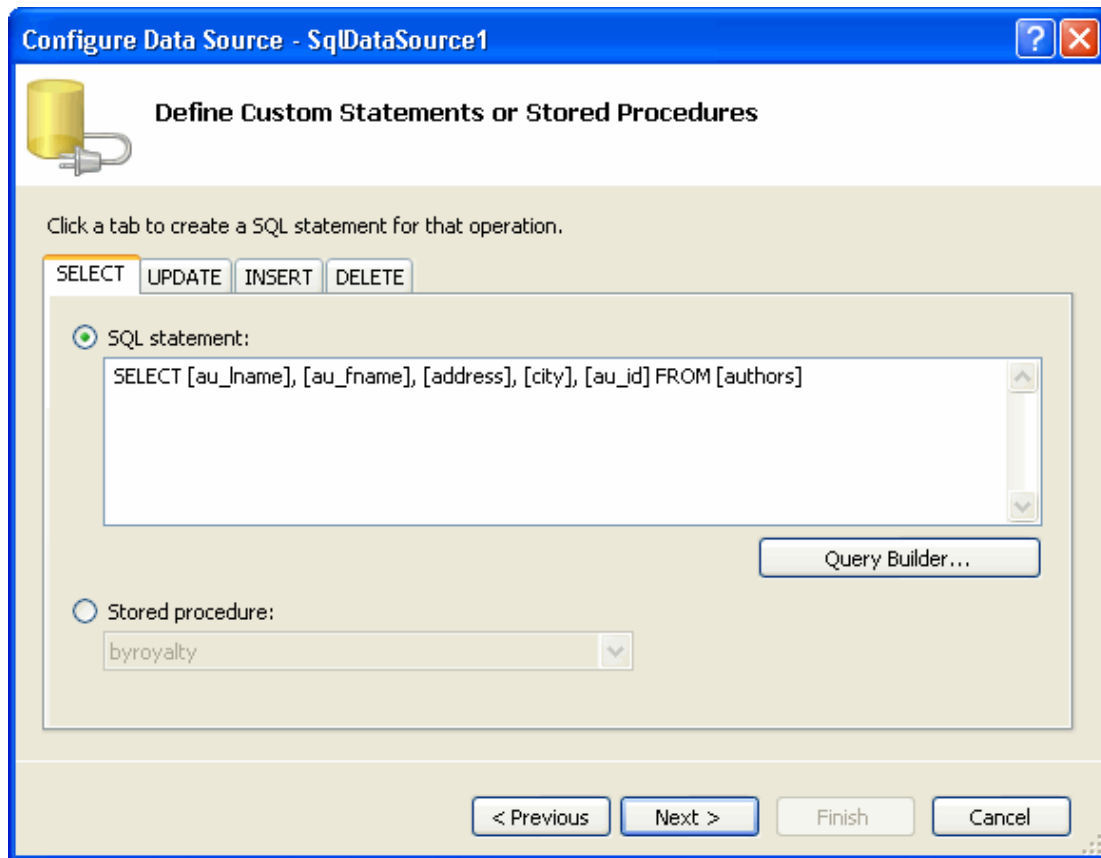 Configure Data Source - SqlDataSource1
Define Custom Statements or Stored Procedures
Click a tab to create a SQL statement for that operation.
SELECT UPDATE INSERT DELETE
SQL statement:
SELECT [au_lname], [au_fname], [address], [city], [au_id] FROM [authors]
Query Builder...
Stored procedure:
byroyalty
< Previous Next > Finish Cancel